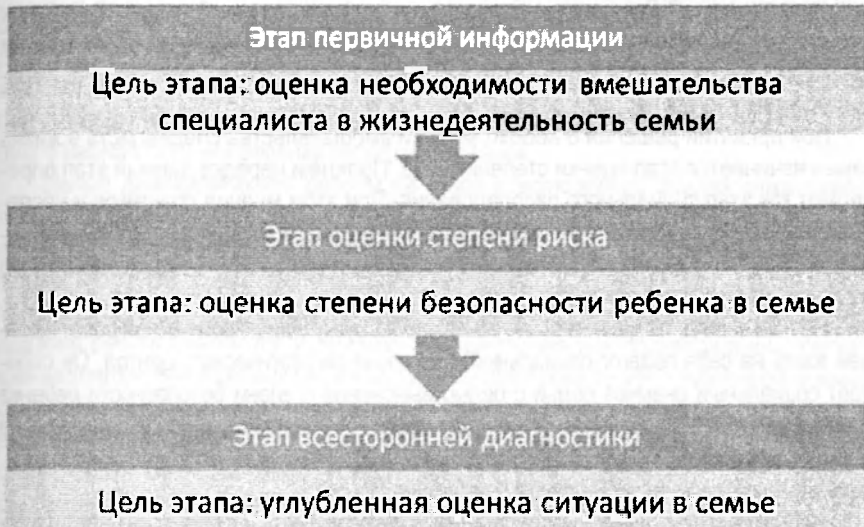 Этап первичной информации
Цель этапа: оценка необходимости вмешательства
специалиста в жизнедеятельность семьи
Этап оценки степени риска
Цель этапа: оценка степени безопасности ребенка в семье
Этап всесторонней диагностики
Цель этапа: углубленная оценка ситуации в семье